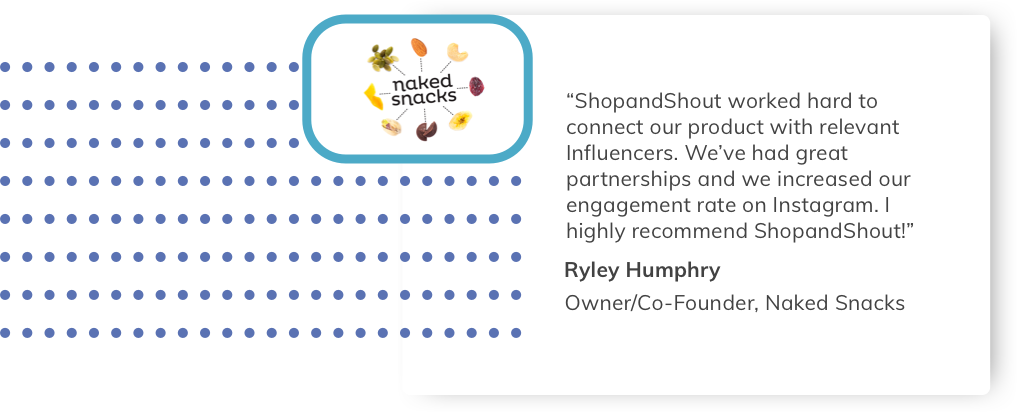 naked
snacks
“ShopandShout worked hard to
connect our product with relevant
Influencers. We’ve had great
partnerships and we increased our
engagement rate on Instagram. I
highly recommend ShopandShout!”
Ryley Humphry
Owner/Co-Founder, Naked Snacks